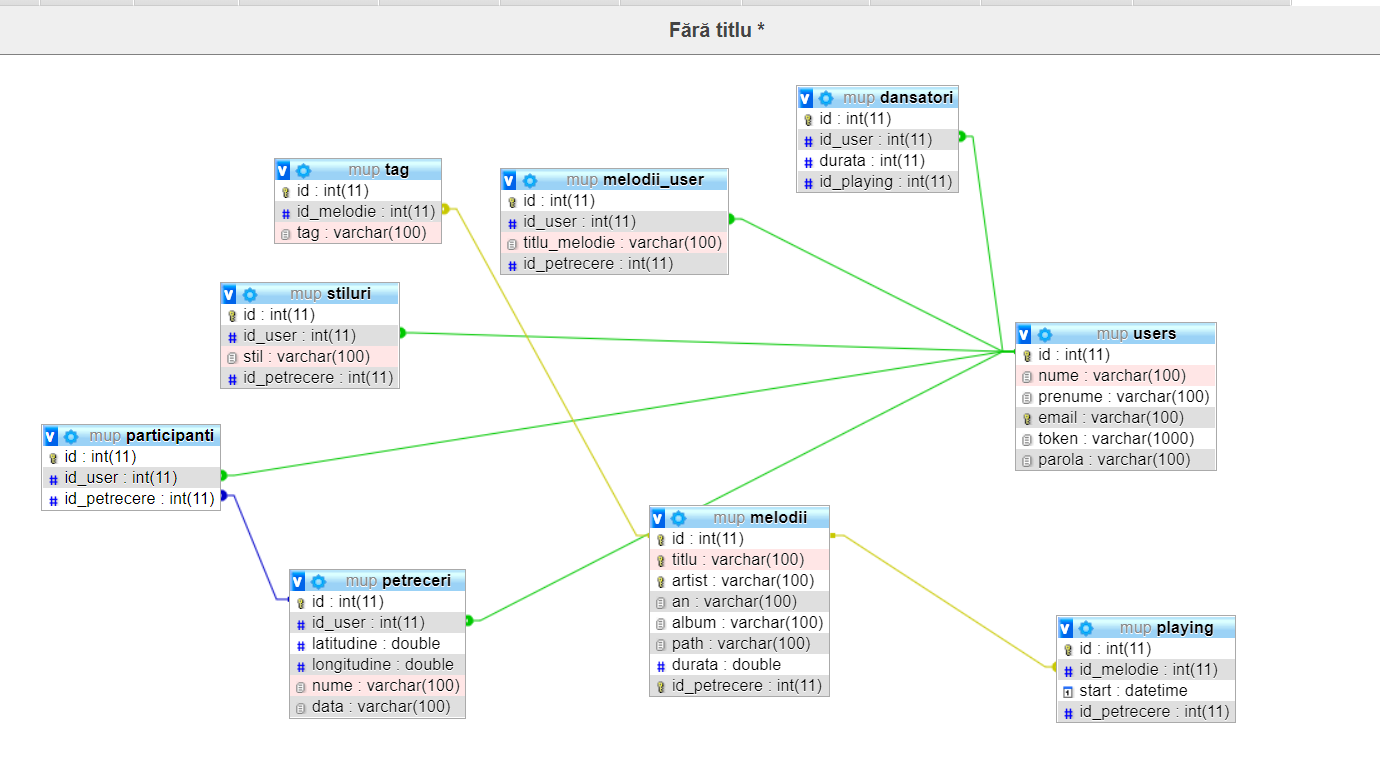 Fără titlu *
mup dansatori
id : int(11)
id_user : int(11)
durata : int(11)
id_playing : int(11)
mup tag
id : int(11)
id_melodie : int(11)
tag : varchar(100)
mup melodii_user
id : int(11)
id_user : int(11)
titlu_melodie : varchar(100)
id_petrecere : int(11)
mup stiluri
id : int(11)
id_user : int(11)
stil : varchar(100)
id_petrecere : int(11)
mup users
id : int(11)
nume : varchar(100)
prenume : varchar(100)
email : varchar(100)
token : varchar(1000)
parola : varchar(100)
mup participanti
id : int(11)
id_user : int(11)
id_petrecere : int(11)
mup melodii
id : int(11)
titlu : varchar(100)
artist : varchar(100)
an : varchar(100)
album : varchar(100)
path : varchar(100)
durata : double
id_petrecere : int(11)
mup petreceri
id : int(11)
id_user : int(11)
latitudine : double
longitudine : double
nume : varchar(100)
data : varchar(100)
mup playing
id : int(11)
id_melodie : int(11)
start : datetime
id_petrecere : int(11)